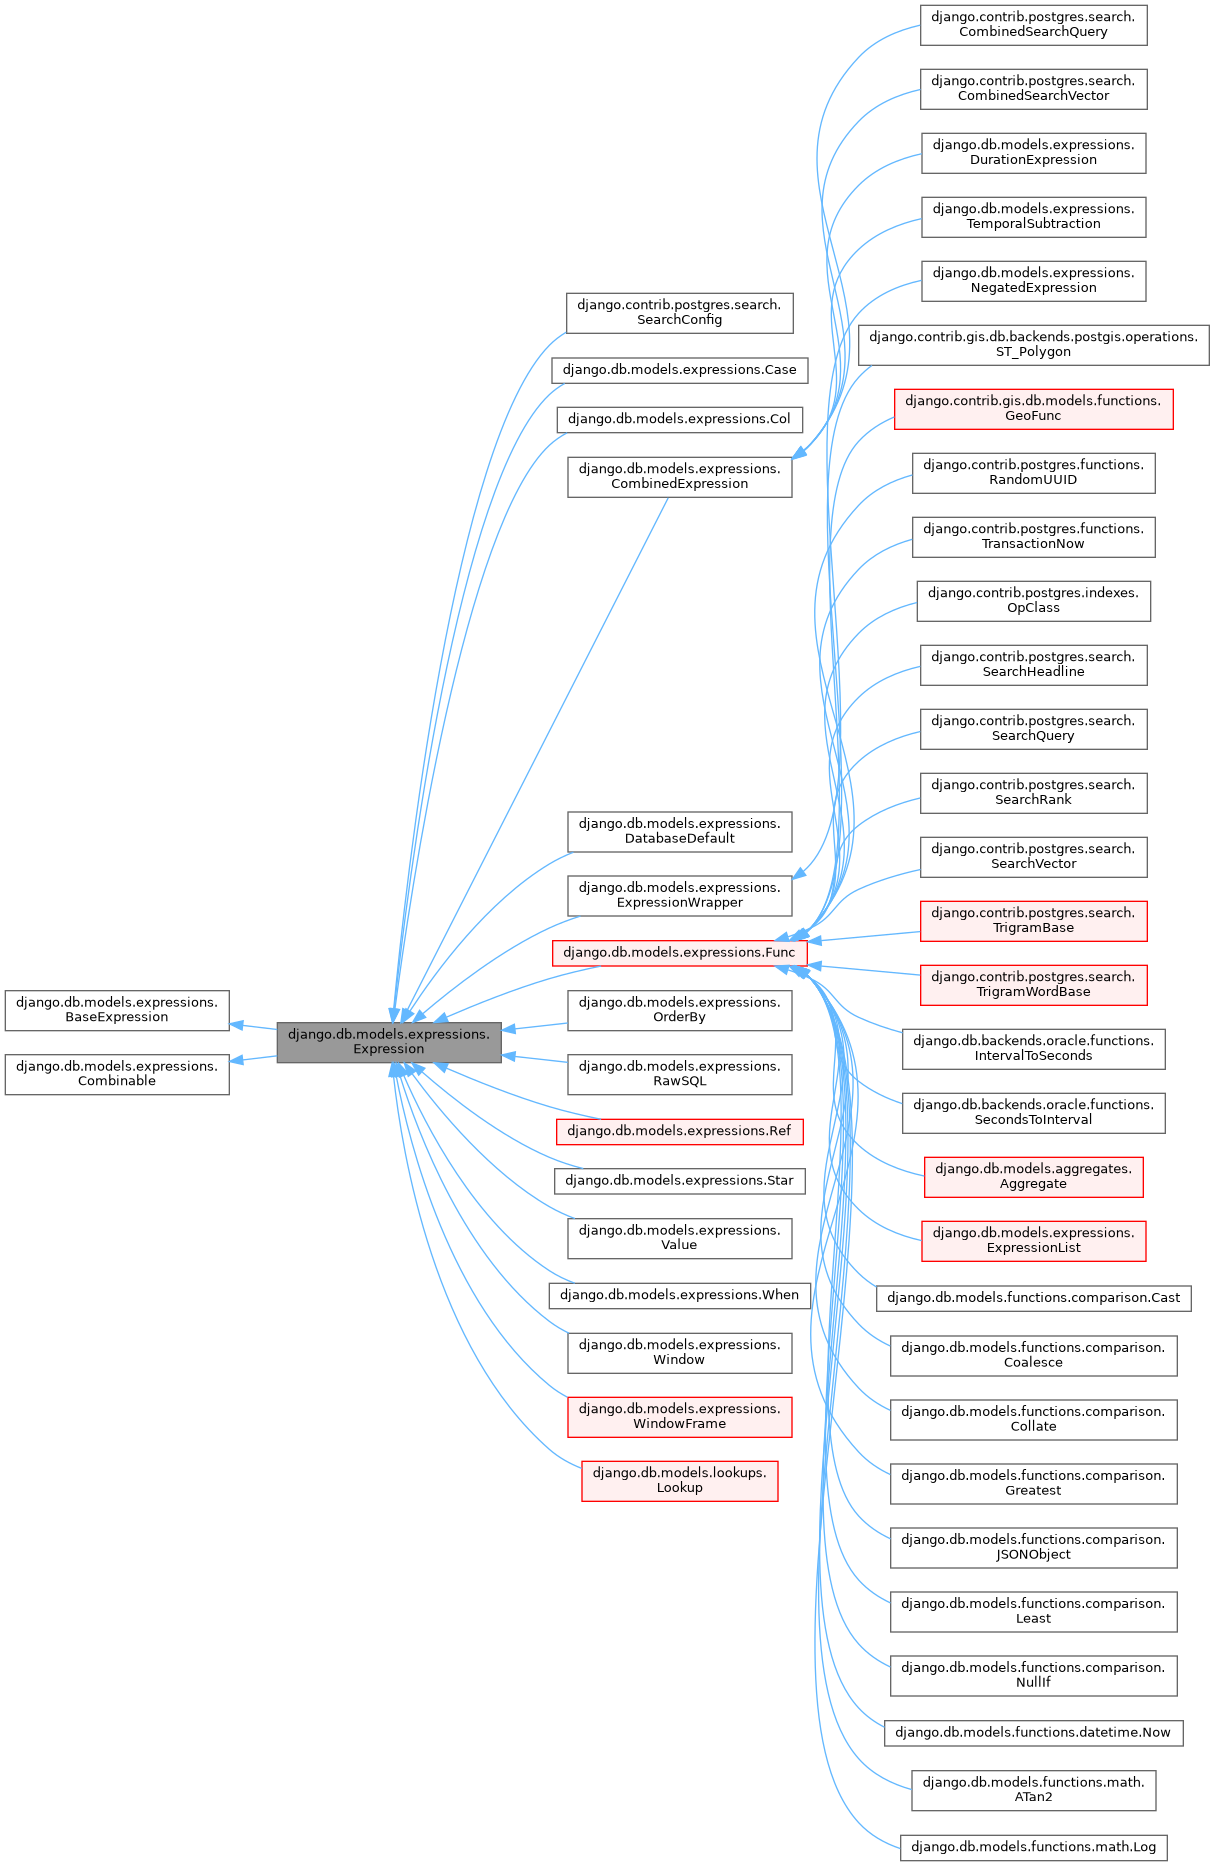 django.db.models.expressions.
BaseExpression
django.db.models.expressions.
Combinable
django.db.models.expressions.
Expression
django.contrib.postgres.search.
SearchConfig
django.db.models.expressions.Case
django.db.models.expressions.Col
django.db.models.expressions.
CombinedExpression
django.db.models.expressions.
DatabaseDefault
django.db.models.expressions.
ExpressionWrapper
django.db.models.expressions.Func
django.db.models.expressions.
OrderBy
django.db.models.expressions.
RawSQL
django.db.models.expressions.Ref
django.db.models.expressions.Star
django.db.models.expressions.
Value
django.db.models.expressions.When
django.db.models.expressions.
Window
django.db.models.expressions.
WindowFrame
django.db.models.lookups.
Lookup
django.contrib.postgres.search.
CombinedSearchQuery
django.contrib.postgres.search.
CombinedSearchVector
django.db.models.expressions.
DurationExpression
django.db.models.expressions.
TemporalSubtraction
django.db.models.expressions.
NegatedExpression
django.contrib.gis.db.backends.postgis.operations.
ST_Polygon
django.contrib.gis.db.models.functions.
GeoFunc
django.contrib.postgres.functions.
RandomUUID
django.contrib.postgres.functions.
TransactionNow
django.contrib.postgres.indexes.
OpClass
django.contrib.postgres.search.
SearchHeadline
django.contrib.postgres.search.
SearchQuery
django.contrib.postgres.search.
SearchRank
django.contrib.postgres.search.
SearchVector
django.contrib.postgres.search.
TrigramBase
django.contrib.postgres.search.
TrigramWordBase
django.db.backends.oracle.functions.
IntervalToSeconds
django.db.backends.oracle.functions.
SecondsToInterval
django.db.models.aggregates.
Aggregate
django.db.models.expressions.
ExpressionList
django.db.models.functions.comparison.Cast
django.db.models.functions.comparison.
Coalesce
django.db.models.functions.comparison.
Collate
django.db.models.functions.comparison.
Greatest
django.db.models.functions.comparison.
JSONObject
django.db.models.functions.comparison.
Least
django.db.models.functions.comparison.
NullIf
django.db.models.functions.datetime.Now
django.db.models.functions.math.
ATan2
django.db.models.functions.math.Log